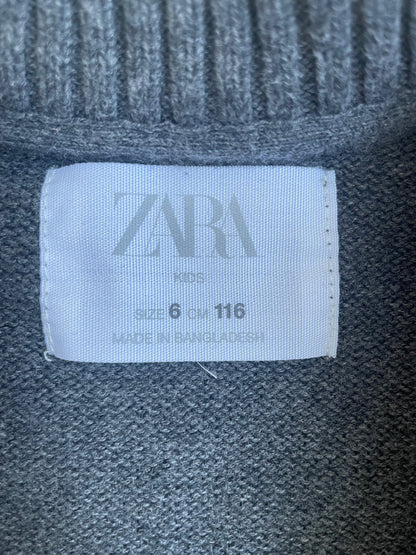 ZARA
KIDS
SIZE 6 CM 116
MADE IN BANGLADESH